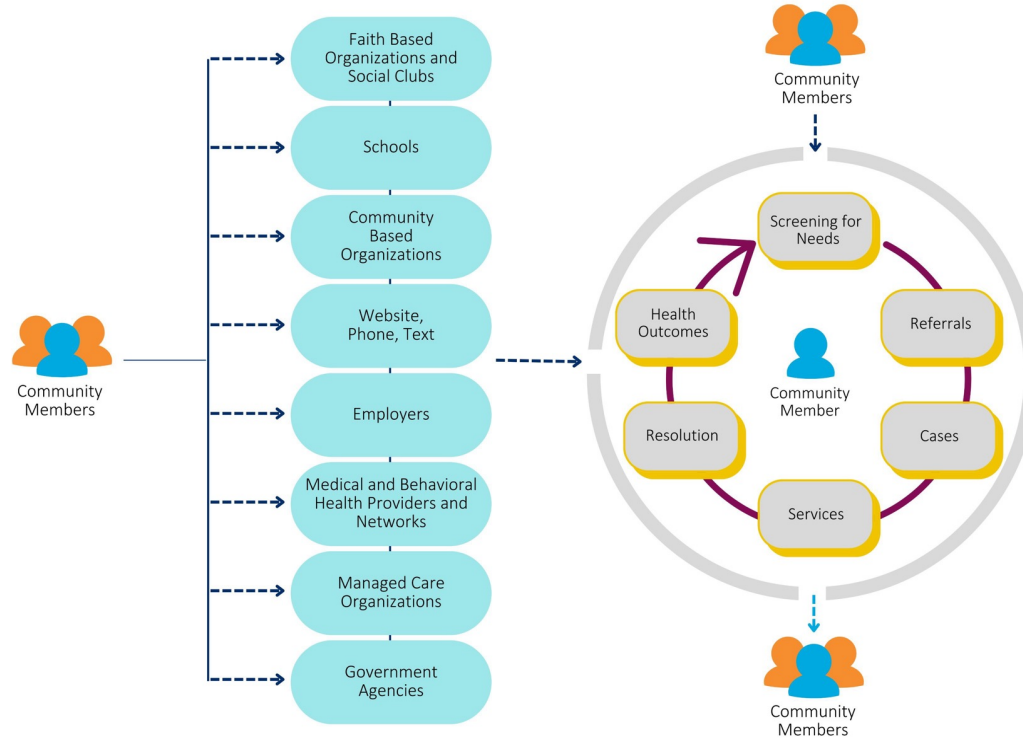 Community
Members
Faith Based
Organizations and
Social Clubs
Schools
Community
Based
Organizations
Website,
Phone, Text
Employers
Medical and Behavioral
Health Providers and
Networks
Managed Care
Organizations
Government
Agencies
Community
Members
Screening for
Needs
Referrals
Cases
Services
Resolution
Health
Outcomes
Community
Member
Community
Members